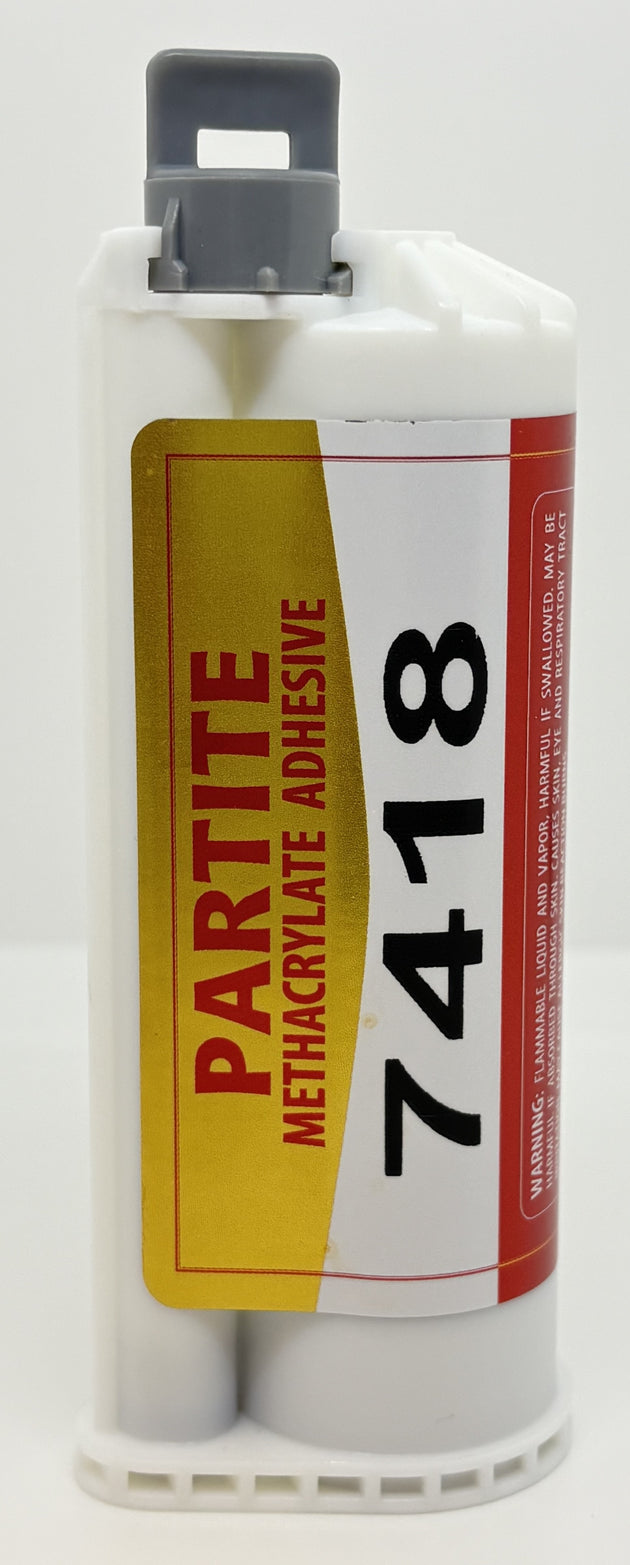 PARTITE
METHACRYLATE ADHESIVE
7418
WARNING: FLAMMABLE LIQUID AND VAPOR, HARMFUL IF SWALLOWED. MAY BE
HARMFUL IF ABSORBED THROUGH SKIN. CAUSES SKIN, EYE AND RESPIRATORY TRACT